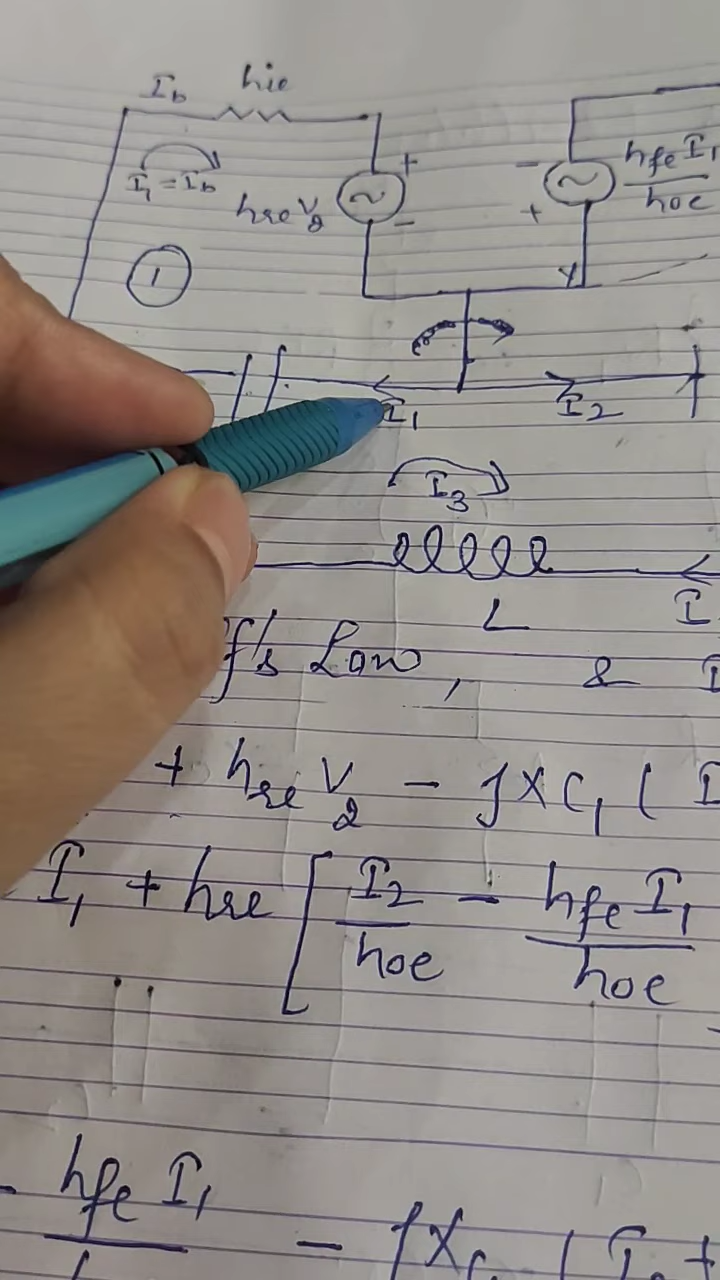 Ib hie
+ - hfe I1
I1 = Ib hre V2 hoe
- +
1
I1 I2
I3
L I
f's Law, & I
+ hre V2 - jXC1 ( I
I1 + hre [ I2 - hfe I1
hoe hoe
- hfe I1 - jXC